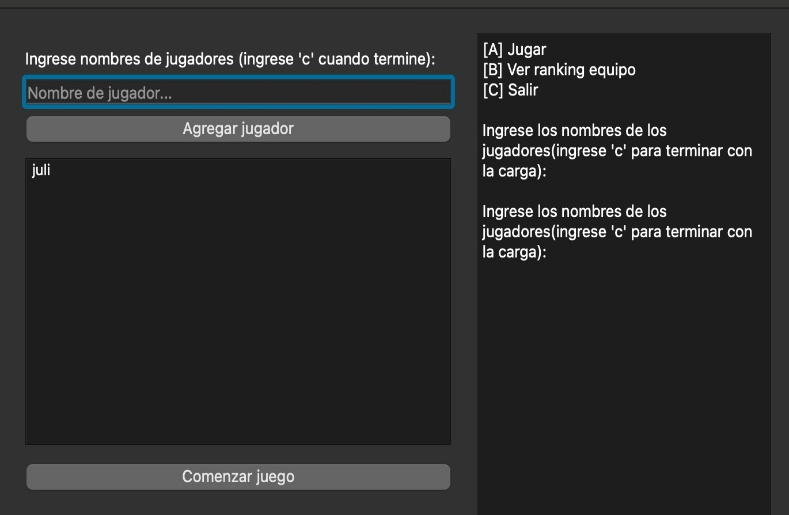 Ingrese nombres de jugadores (ingrese 'c' cuando termine):
Nombre de jugador...
Agregar jugador
juli
Comenzar juego
[A] Jugar
[B] Ver ranking equipo
[C] Salir
Ingrese los nombres de los
jugadores(ingrese 'c' para terminar con
la carga):
Ingrese los nombres de los
jugadores(ingrese 'c' para terminar con
la carga):